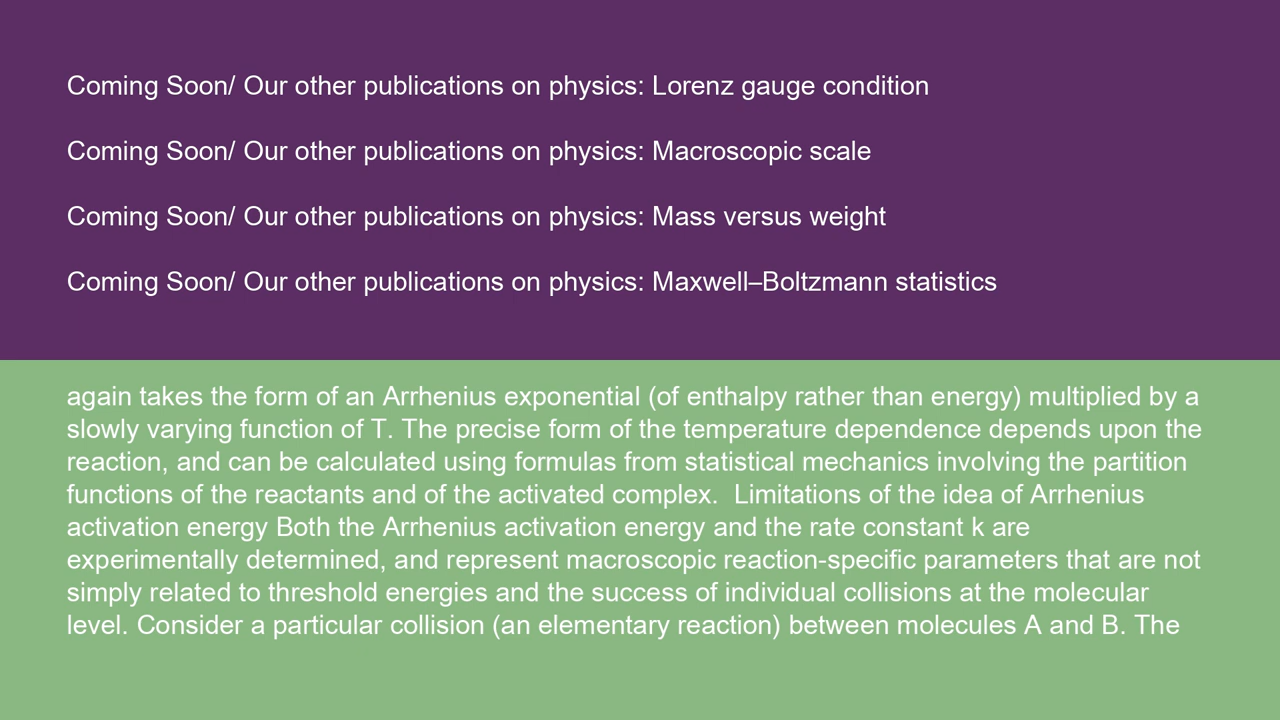 Coming Soon/ Our other publications on physics: Lorenz gauge condition
Coming Soon/ Our other publications on physics: Macroscopic scale
Coming Soon/ Our other publications on physics: Mass versus weight
Coming Soon/ Our other publications on physics: Maxwell–Boltzmann statistics
again takes the form of an Arrhenius exponential (of enthalpy rather than energy) multiplied by a
slowly varying function of T. The precise form of the temperature dependence depends upon the
reaction, and can be calculated using formulas from statistical mechanics involving the partition
functions of the reactants and of the activated complex.  Limitations of the idea of Arrhenius
activation energy Both the Arrhenius activation energy and the rate constant k are
experimentally determined, and represent macroscopic reaction-specific parameters that are not
simply related to threshold energies and the success of individual collisions at the molecular
level. Consider a particular collision (an elementary reaction) between molecules A and B. The